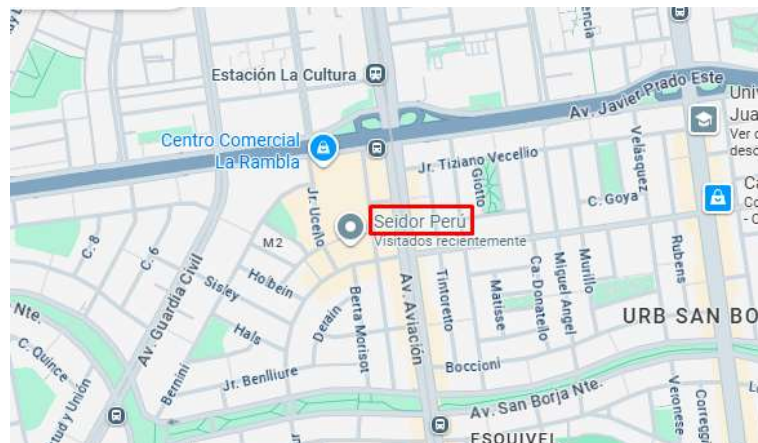 Estación La Cultura
Av. Javier Prado Este
Centro Comercial
La Rambla
Jr. Tiziano Vecellio
Giotto
Velásquez
C. Goya
Jr. Ucello
Seidor Perú
Visitados recientemente
M2
C. 8
C. 6
Av. Guardia Civil
Sisley
Holbein
Hals
Derain
Berta Morisot
Av. Aviación
Tintoretto
Matisse
Ca. Donatello
Miguel Angel
Murillo
Rubens
URB SAN BO
Nte.
C. Quince
Bernini
Jr. Benlliure
Boccioni
Av. San Borja Nte.
Veronese
Correg
ESQUIVEL